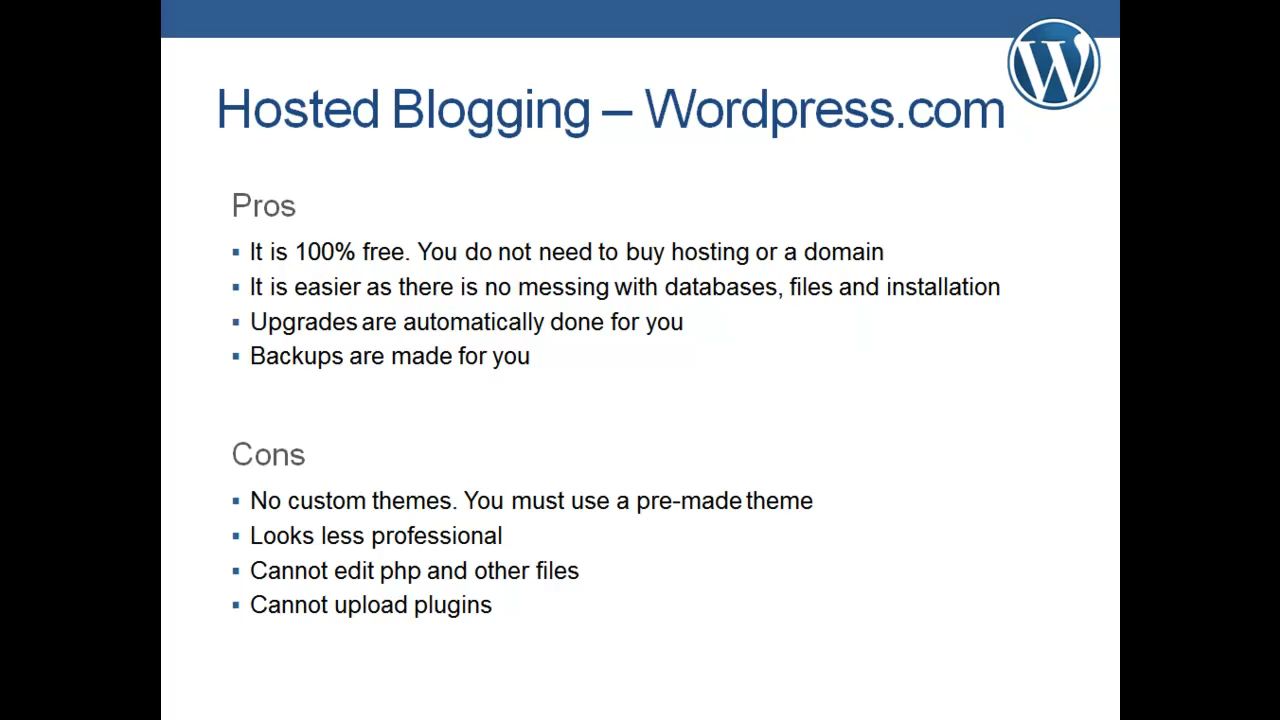 W
Hosted Blogging – Wordpress.com
Pros
▪ It is 100% free. You do not need to buy hosting or a domain
▪ It is easier as there is no messing with databases, files and installation
▪ Upgrades are automatically done for you
▪ Backups are made for you
Cons
▪ No custom themes. You must use a pre-made theme
▪ Looks less professional
▪ Cannot edit php and other files
▪ Cannot upload plugins